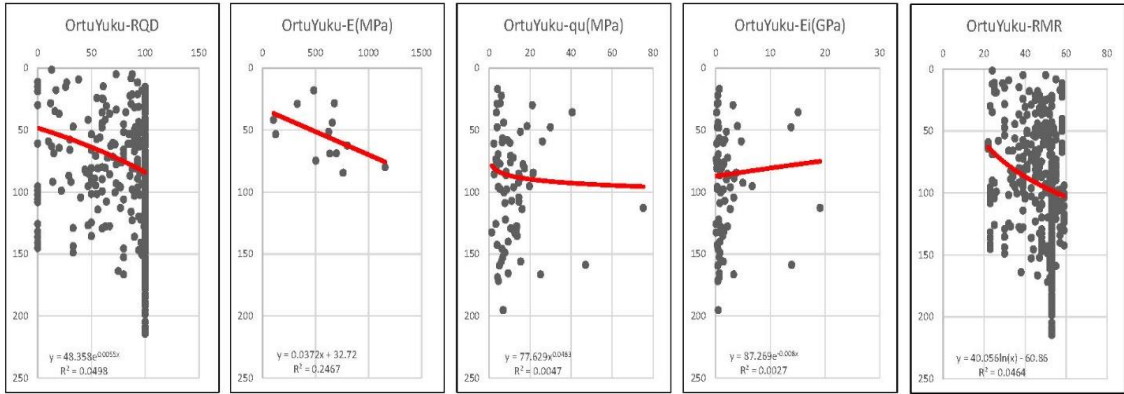 OrtuYuku-RQD
0 50 100 150
0
50
100
150
200
250
y = 48.358e^0.0055x
R² = 0.0498
OrtuYuku-E(MPa)
0 500 1000 1500
0
50
100
150
200
250
y = 0.0372x + 32.72
R² = 0.2467
OrtuYuku-qu(MPa)
0 20 40 60 80
0
50
100
150
200
250
y = 77.629x^0.0483
R² = 0.0047
OrtuYuku-Ei(GPa)
0 10 20 30
0
50
100
150
200
250
y = 87.269e^-0.008x
R² = 0.0027
OrtuYuku-RMR
0 20 40 60 80
0
50
100
150
200
250
y = 40.056ln(x) - 60.86
R² = 0.0464